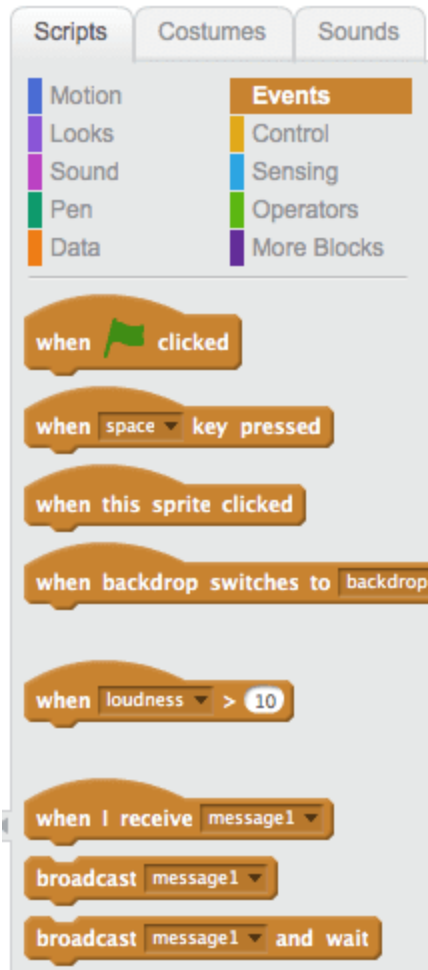 Scripts Costumes Sounds
Motion Events
Looks Control
Sound Sensing
Pen Operators
Data More Blocks
when clicked
when space key pressed
when this sprite clicked
when backdrop switches to backdrop
when loudness > 10
when I receive message1
broadcast message1
broadcast message1 and wait